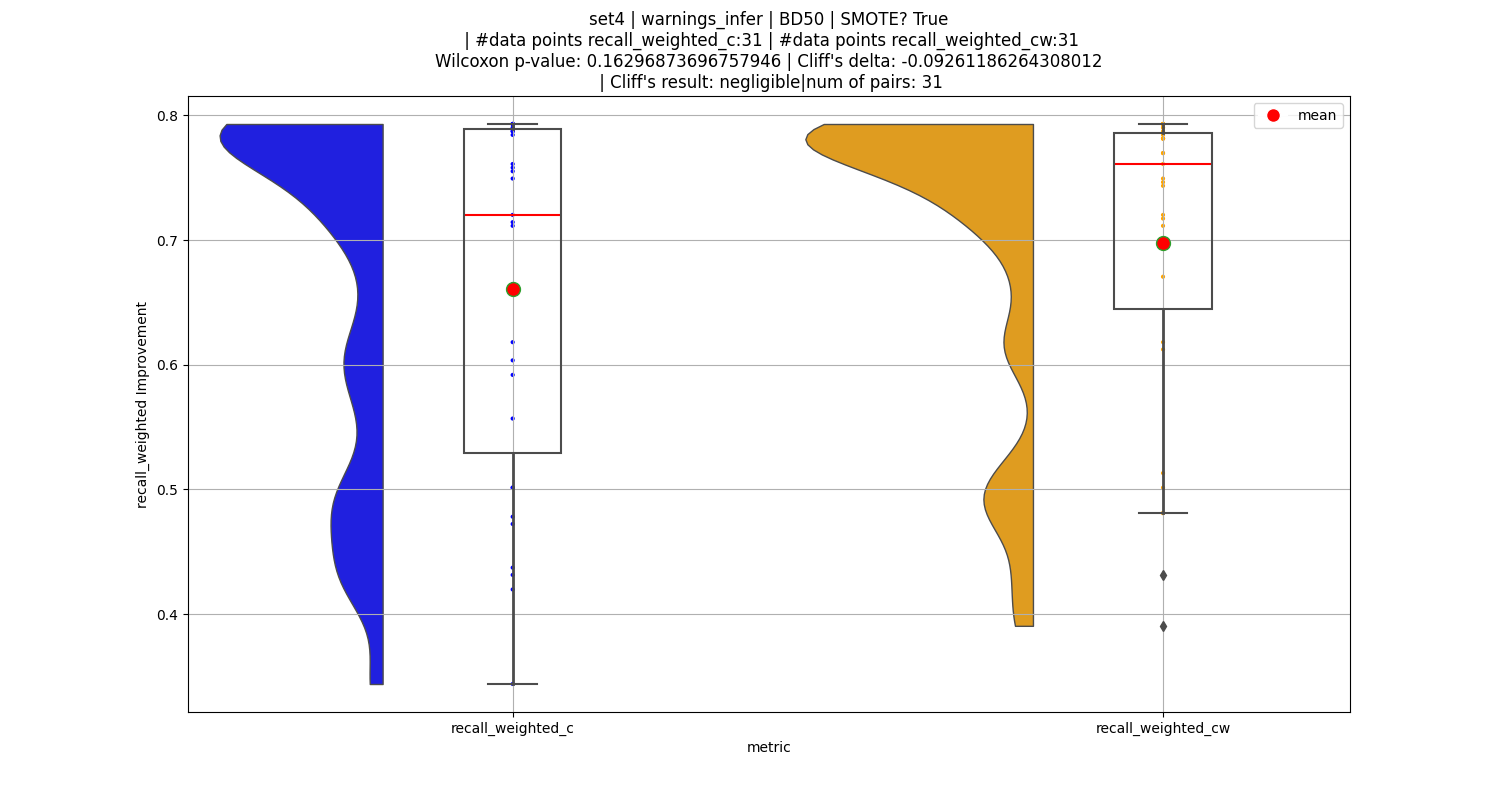 set4 | warnings_infer | BD50 | SMOTE? True
| #data points recall_weighted_c:31 | #data points recall_weighted_cw:31
Wilcoxon p-value: 0.16296873696757946 | Cliff's delta: -0.09261186264308012
| Cliff's result: negligible|num of pairs: 31
mean
0.8
0.7
0.6
0.5
0.4
recall_weighted Improvement
recall_weighted_c
recall_weighted_cw
metric